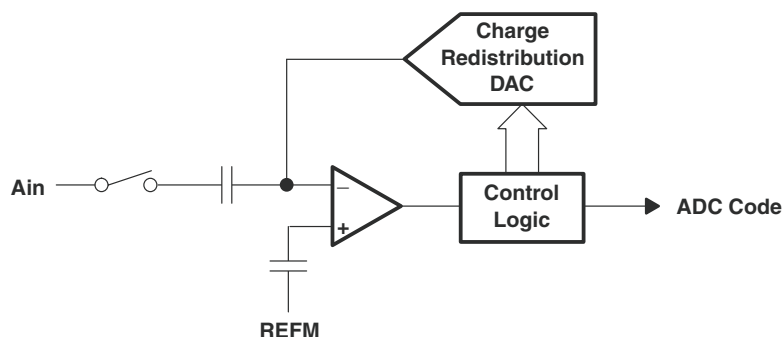 Charge
Redistribution
DAC
Ain
−
+
Control
Logic
ADC Code
REFM